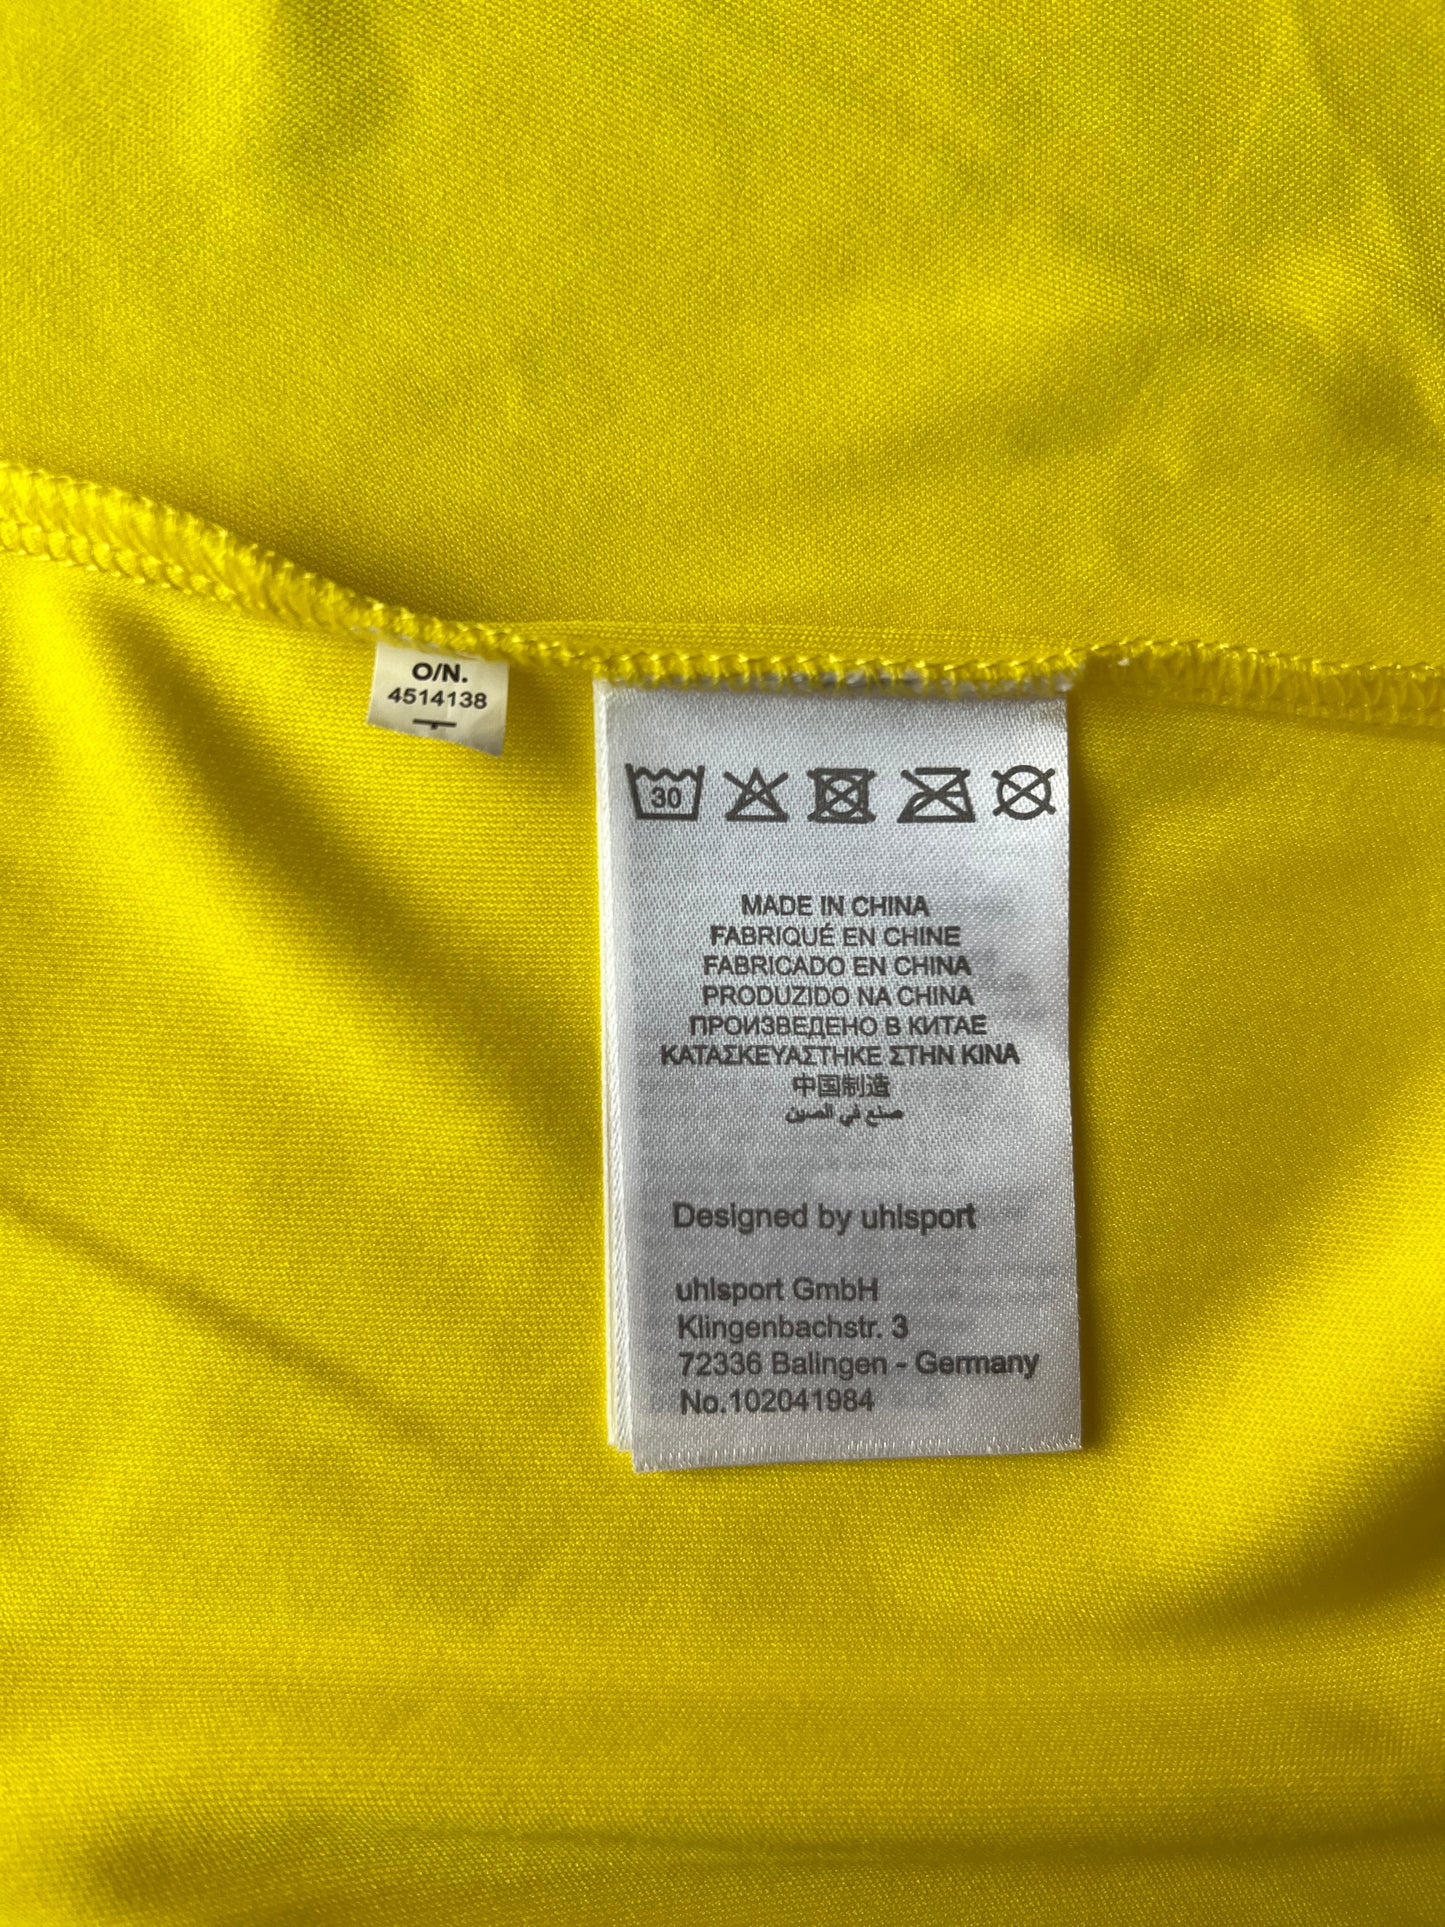 O/N.
4514138
30
MADE IN CHINA
FABRIQUÉ EN CHINE
FABRICADO EN CHINA
PRODUZIDO NA CHINA
ПРОИЗВЕДЕНО В КИТАЕ
ΚΑΤΑΣΚΕΥΑΣΤΗΚΕ ΣΤΗΝ ΚΙΝΑ
中国制造
صنع في الصين
Designed by uhlsport
uhlsport GmbH
Klingenbachstr. 3
72336 Balingen - Germany
No.102041984